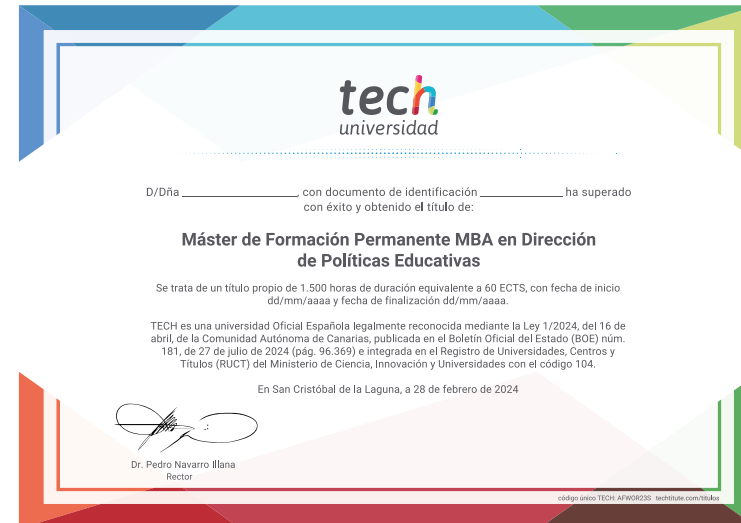 tech
universidad
D/Dña ______________, con documento de identificación ____________ ha superado
con éxito y obtenido el título de:
Máster de Formación Permanente MBA en Dirección
de Políticas Educativas
Se trata de un título propio de 1.500 horas de duración equivalente a 60 ECTS, con fecha de inicio
dd/mm/aaaa y fecha de finalización dd/mm/aaaa.
TECH es una universidad Oficial Española legalmente reconocida mediante la Ley 1/2024, del 16 de
abril, de la Comunidad Autónoma de Canarias, publicada en el Boletín Oficial del Estado (BOE) núm.
181, de 27 de julio de 2024 (pág. 96.369) e integrada en el Registro de Universidades, Centros y
Títulos (RUCT) del Ministerio de Ciencia, Innovación y Universidades con el código 104.
En San Cristóbal de la Laguna, a 28 de febrero de 2024
Dr. Pedro Navarro Illana
Rector
código único TECH: AFWOR23S techtitute.com/titulos